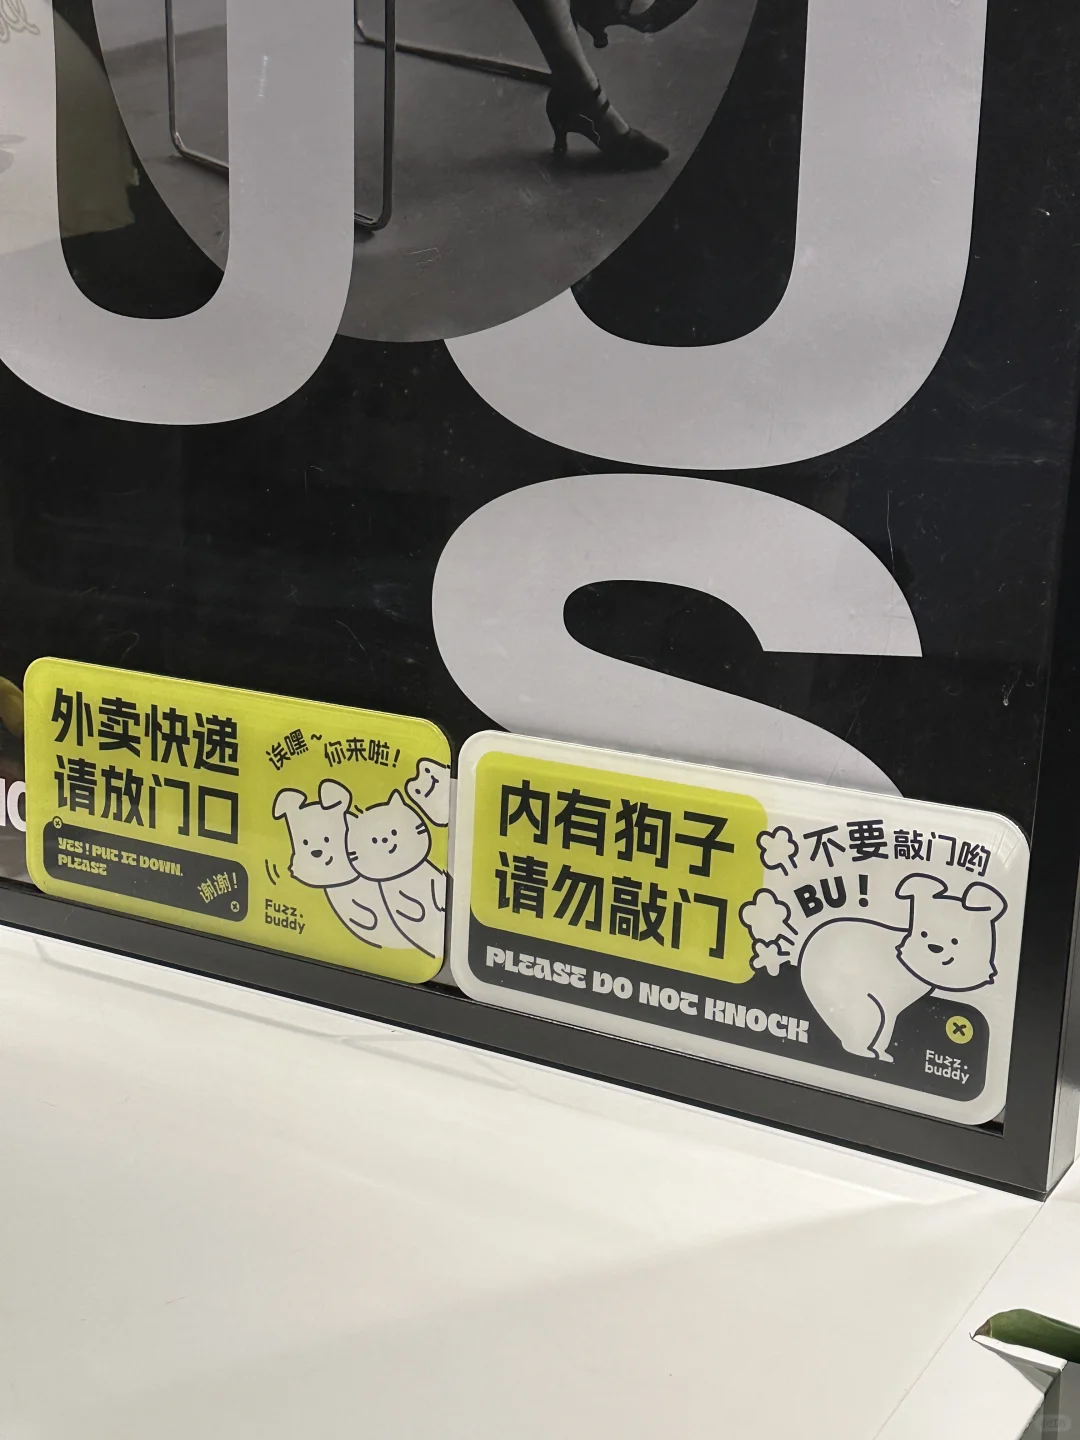 外卖快递
请放门口
诶嘿~你来啦！
YES! PUT IT DOWN.
PLEASE
谢谢！
Fuzz.
buddy
内有狗子
请勿敲门
不要敲门哟
BU！
PLEASE DO NOT KNOCK
Fuzz.
buddy
S